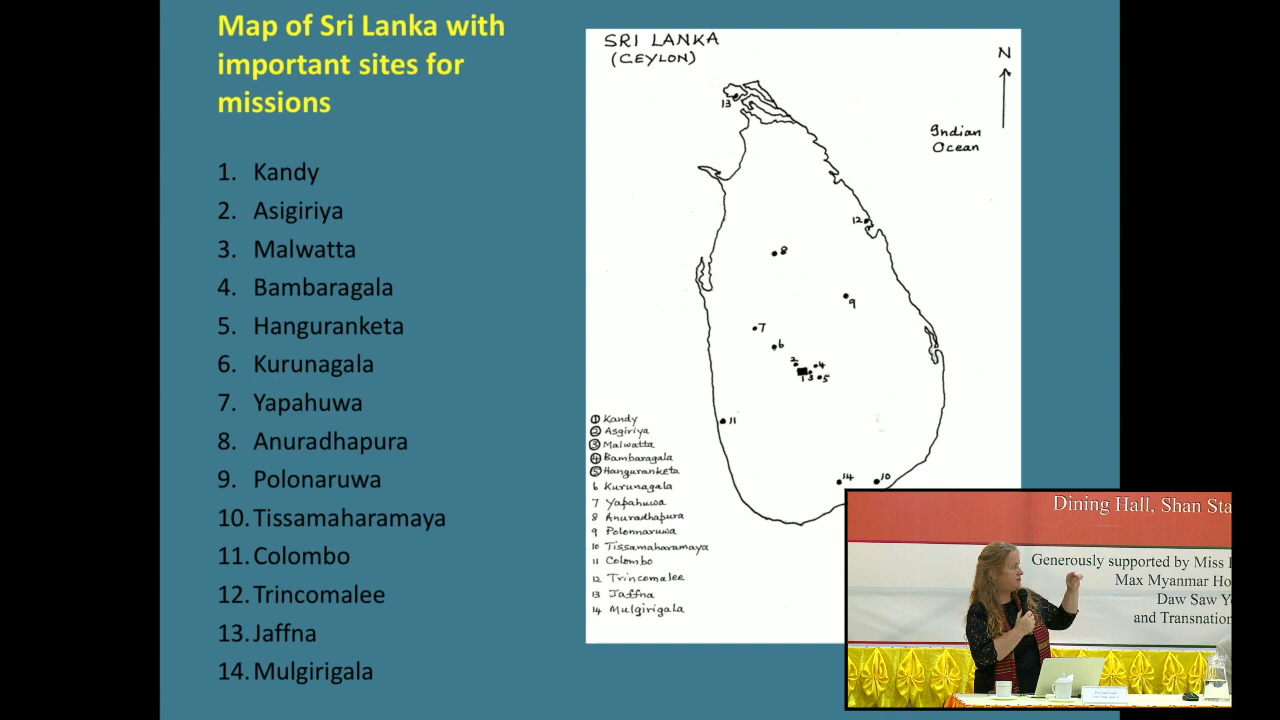 Map of Sri Lanka with
important sites for
missions
1. Kandy
2. Asigiriya
3. Malwatta
4. Bambaragala
5. Hanguranketa
6. Kurunagala
7. Yapahuwa
8. Anuradhapura
9. Polonaruwa
10. Tissamaharamaya
11. Colombo
12. Trincomalee
13. Jaffna
14. Mulgirigala
SRI LANKA
(CEYLON)
N
Indian
Ocean
13
12
8
9
7
6
2
4
1 3 5
11
14
10
1 Kandy
2 Asgiriya
3 Malwatta
4 Bambaragala
5 Hanguranketa
6 Kurunagala
7 Yapahuwa
8 Anuradhapura
9 Polonnaruwa
10 Tissamaharamaya
11 Colombo
12 Trincomalee
13 Jaffna
14 Mulgirigala
Dining Hall, Shan Sta
Generously supported by Miss
Max Myanmar Ho
Daw Saw Y
and Transnation